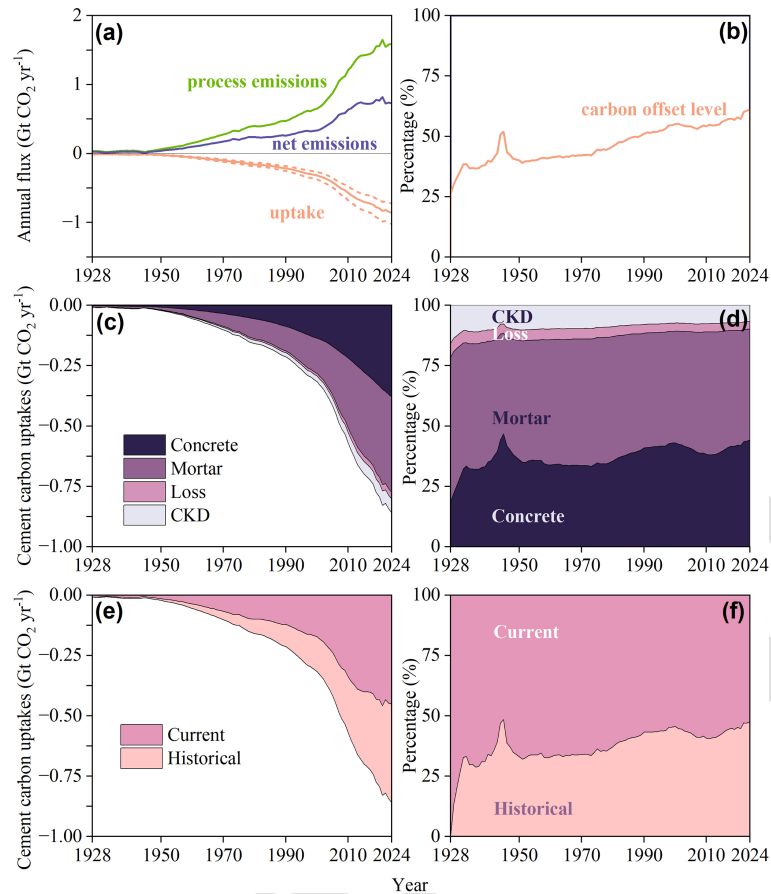 (a)
2
1
0
−1
Annual flux (Gt CO₂ yr⁻¹)
process emissions
net emissions
uptake
1928 1950 1970 1990 2010 2024
(b)
100
75
50
25
0
Percentage (%)
carbon offset level
1928 1950 1970 1990 2010 2024
(c)
0.00
−0.25
−0.50
−0.75
−1.00
Cement carbon uptakes (Gt CO₂ yr⁻¹)
Concrete
Mortar
Loss
CKD
1928 1950 1970 1990 2010 2024
(d)
100
75
50
25
0
Percentage (%)
CKD
Loss
Mortar
Concrete
1928 1950 1970 1990 2010 2024
(e)
0.00
−0.25
−0.50
−0.75
−1.00
Cement carbon uptakes (Gt CO₂ yr⁻¹)
Current
Historical
1928 1950 1970 1990 2010 2024
(f)
100
75
50
25
0
Percentage (%)
Current
Historical
1928 1950 1970 1990 2010 2024
Year